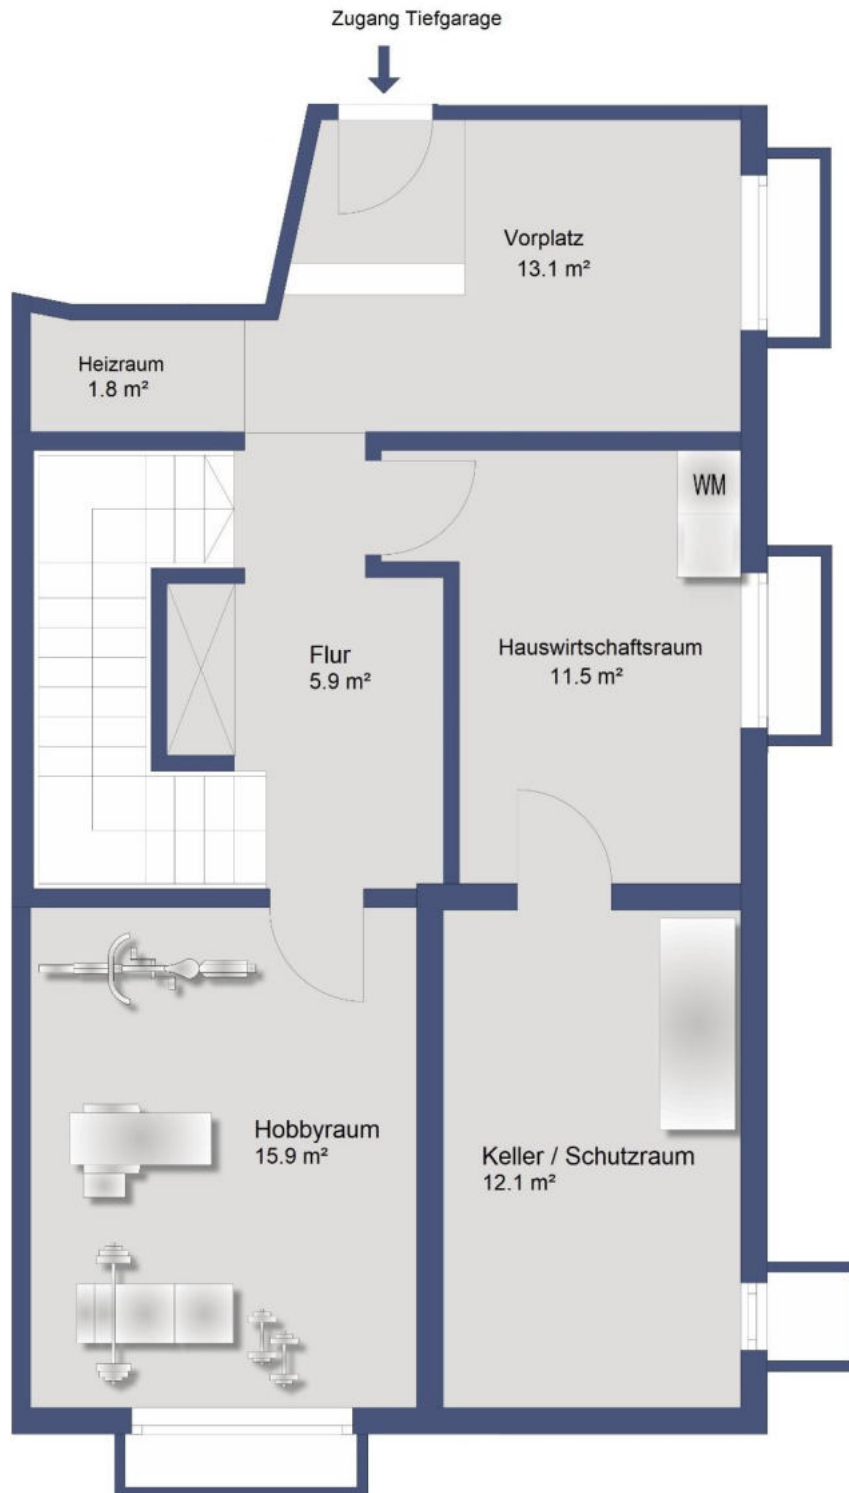 Zugang Tiefgarage
Vorplatz
13.1 m²
Heizraum
1.8 m²
WM
Flur
5.9 m²
Hauswirtschaftsraum
11.5 m²
Hobbyraum
15.9 m²
Keller / Schutzraum
12.1 m²